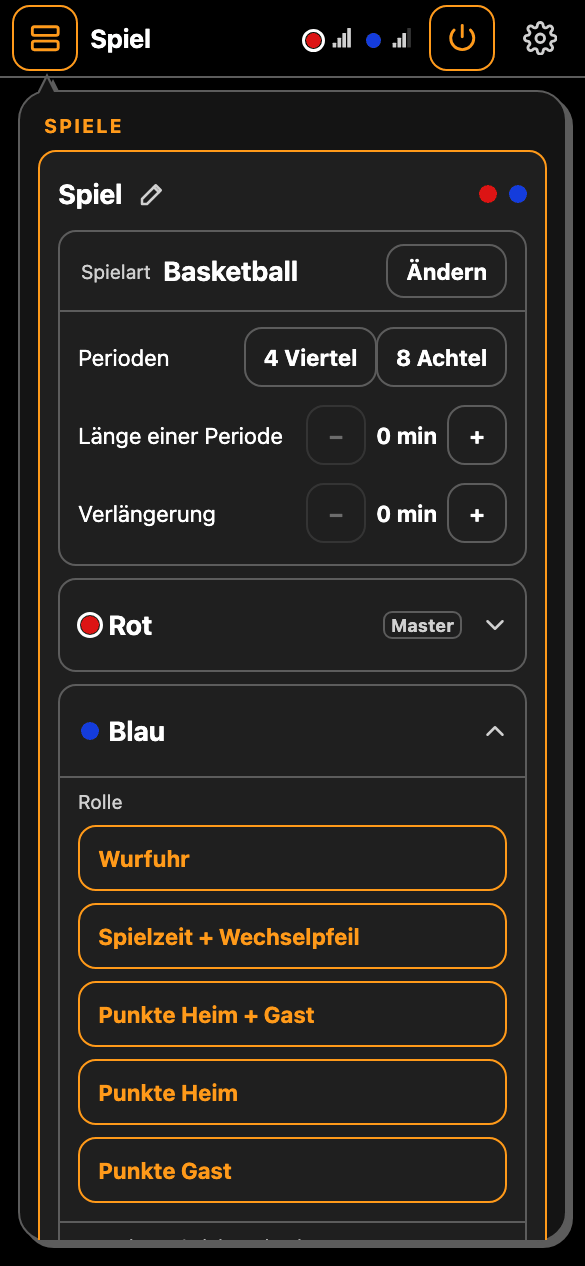 Spiel
SPIELE
Spiel
Spielart Basketball Ändern
Perioden 4 Viertel 8 Achtel
Länge einer Periode − 0 min +
Verlängerung − 0 min +
Rot Master
Blau
Rolle
Wurfuhr
Spielzeit + Wechselpfeil
Punkte Heim + Gast
Punkte Heim
Punkte Gast